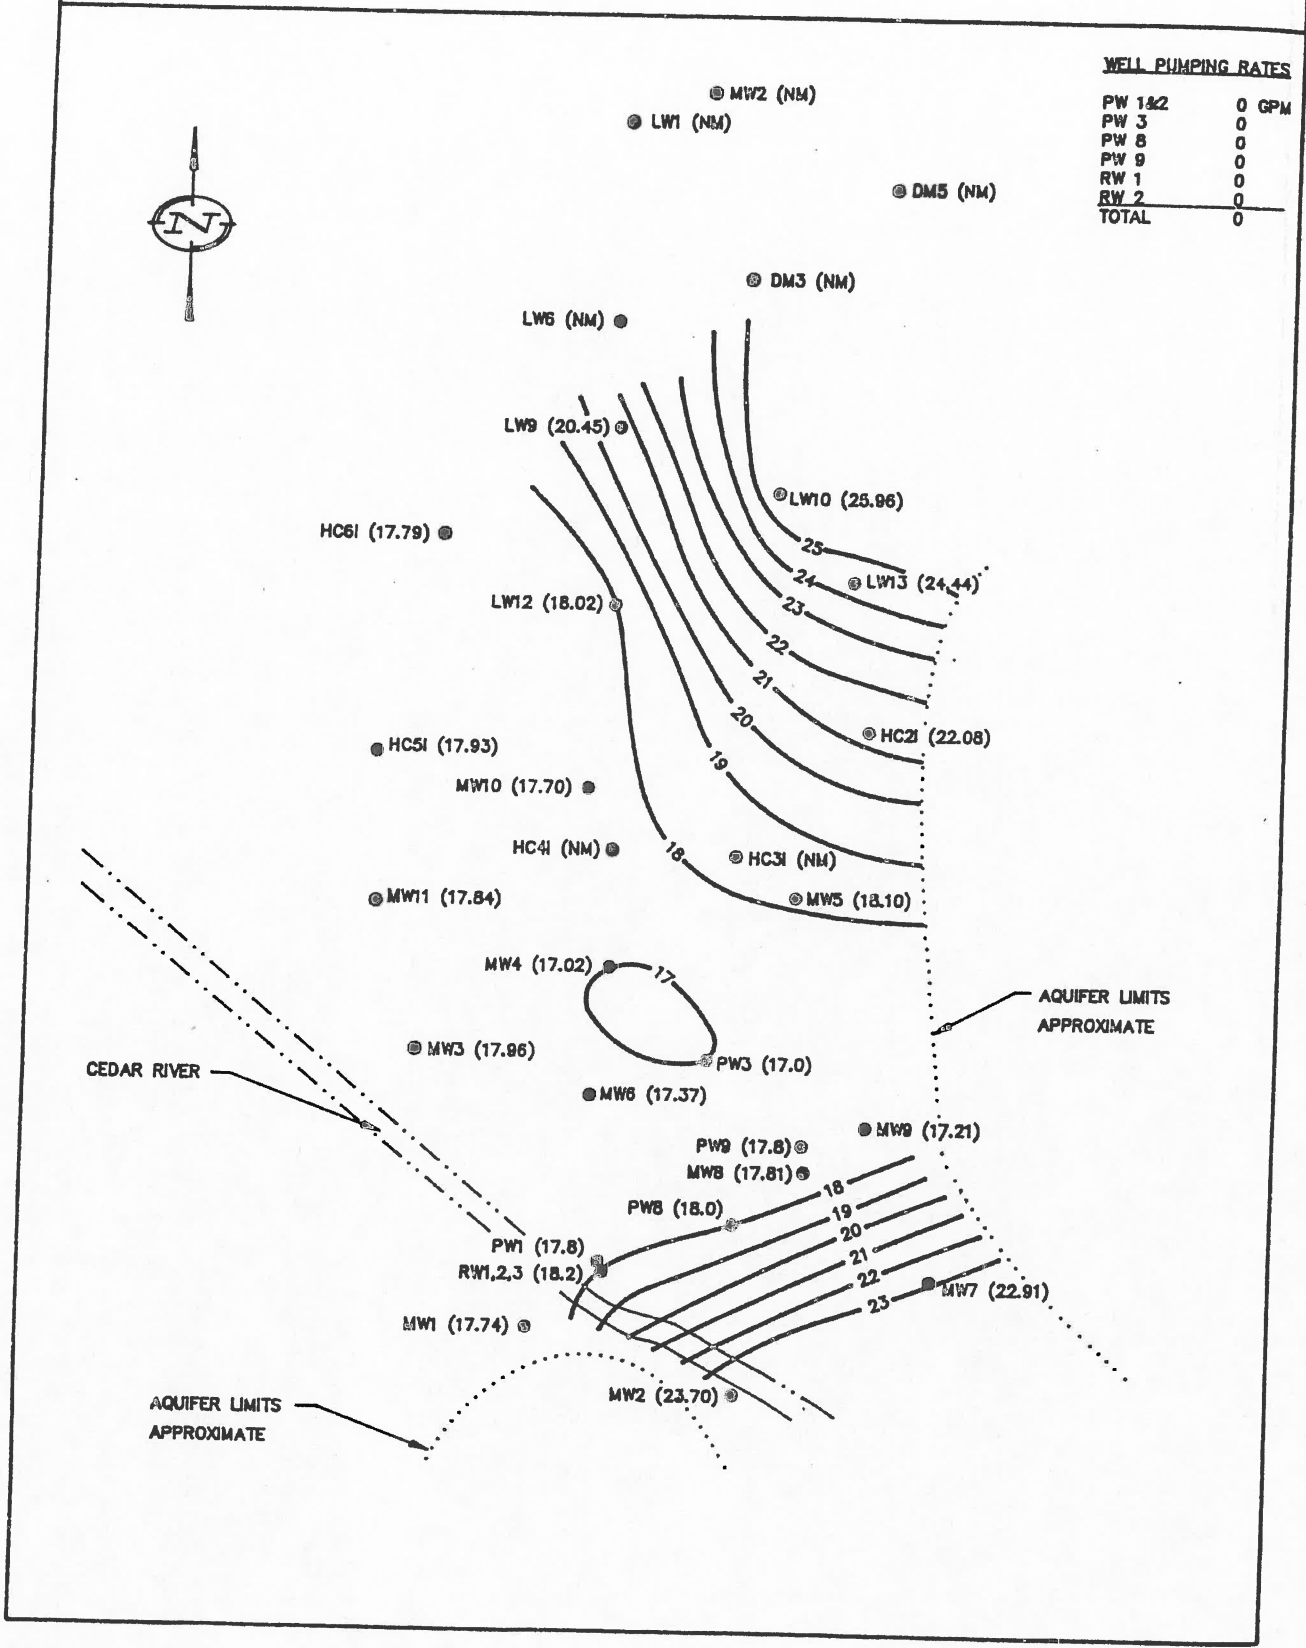 WELL PUMPING RATES
PW 1&2 0 GPM
PW 3 0
PW 8 0
PW 9 0
RW 1 0
RW 2 0
TOTAL 0
MW2 (NM)
LW1 (NM)
DM5 (NM)
N
DM3 (NM)
LW6 (NM)
LW9 (20.45)
LW10 (25.96)
HC6I (17.79)
25
24
LW13 (24.44)
LW12 (18.02)
23
22
21
20
HC2I (22.08)
HC5I (17.93)
19
MW10 (17.70)
HC4I (NM)
18
HC3I (NM)
MW11 (17.84)
MW5 (18.10)
MW4 (17.02)
17
AQUIFER LIMITS
APPROXIMATE
MW3 (17.96)
PW3 (17.0)
CEDAR RIVER
MW6 (17.37)
MW9 (17.21)
PW9 (17.8)
MW8 (17.81)
18
PW8 (18.0)
19
20
PW1 (17.8)
21
RW1,2,3 (18.2)
22
MW7 (22.91)
23
MW1 (17.74)
MW2 (23.70)
AQUIFER LIMITS
APPROXIMATE